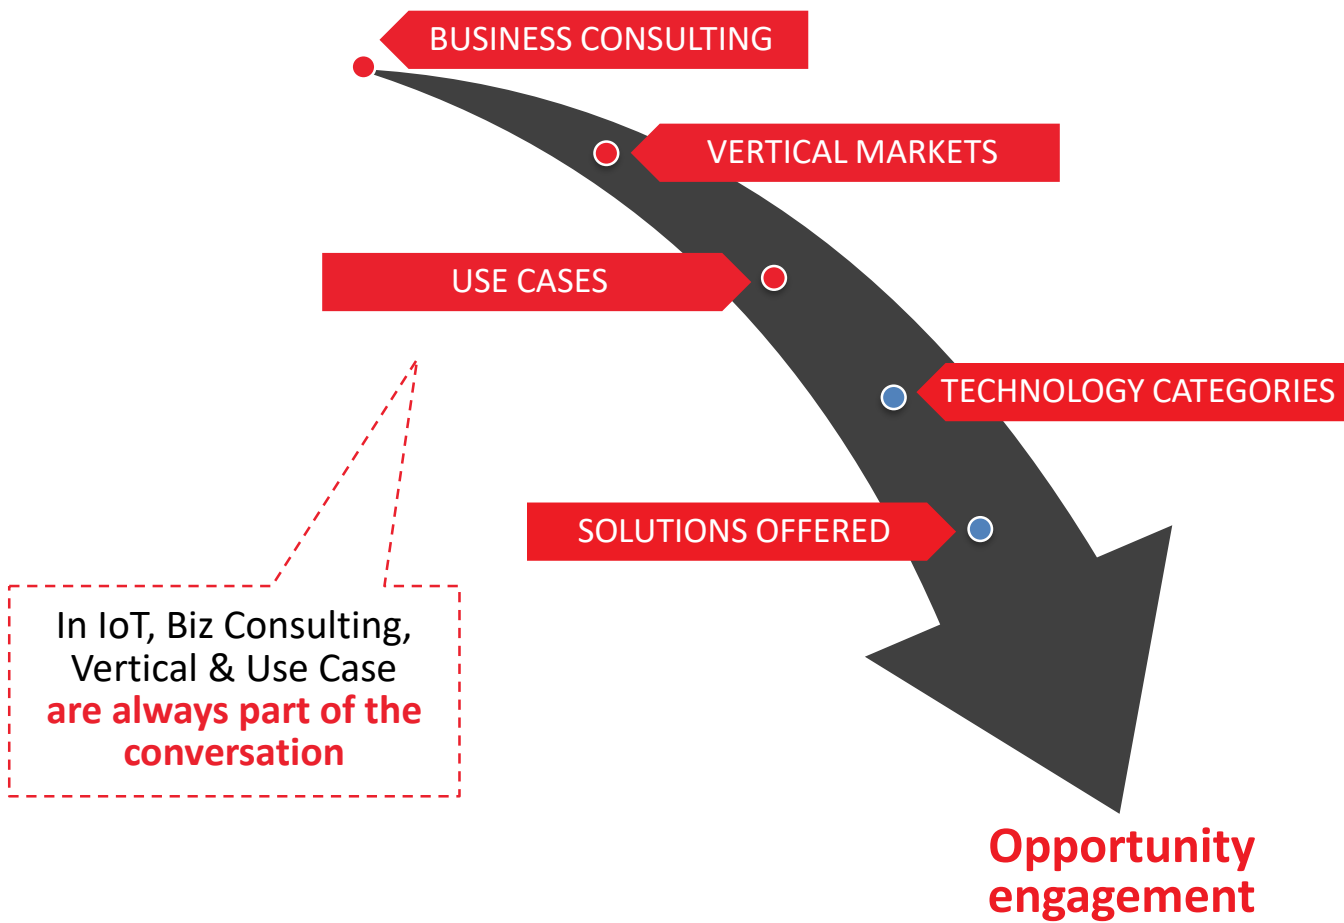 BUSINESS CONSULTING
VERTICAL MARKETS
USE CASES
TECHNOLOGY CATEGORIES
SOLUTIONS OFFERED
In IoT, Biz Consulting,
Vertical & Use Case
are always part of the
conversation
Opportunity
engagement